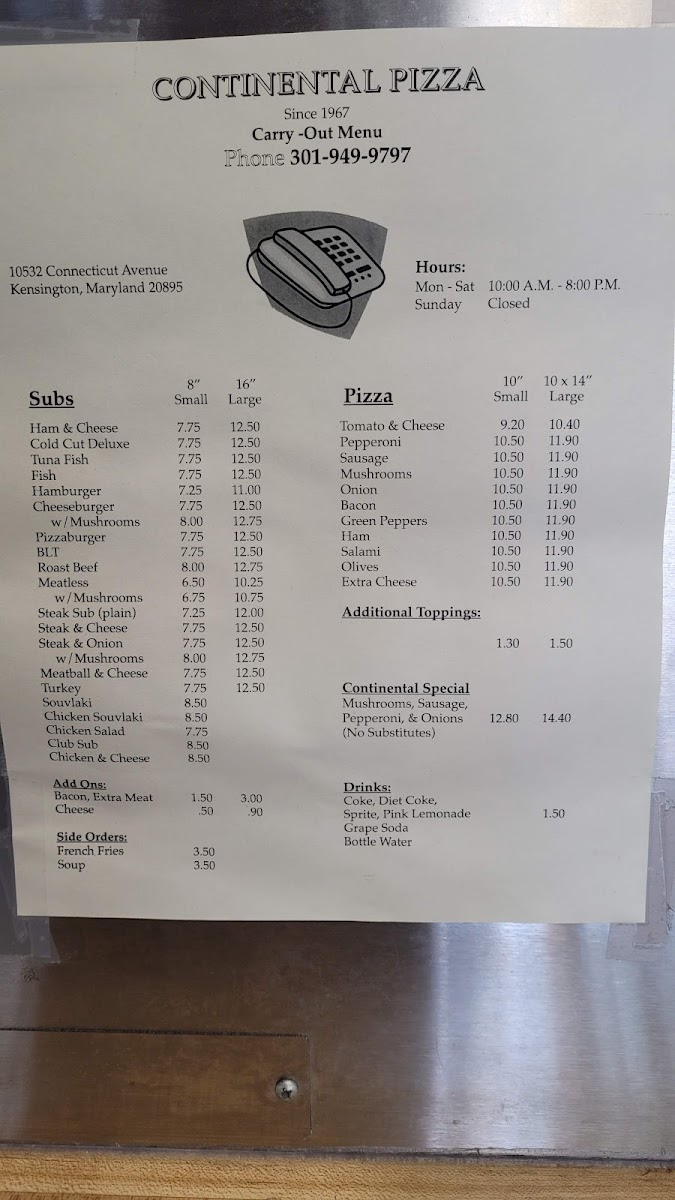 CONTINENTAL PIZZA
Since 1967
Carry -Out Menu
Phone 301-949-9797
10532 Connecticut Avenue
Kensington, Maryland 20895
Hours:
Mon - Sat 10:00 A.M. - 8:00 P.M.
Sunday Closed
8" 16"
Subs Small Large
Ham & Cheese 7.75 12.50
Cold Cut Deluxe 7.75 12.50
Tuna Fish 7.75 12.50
Fish 7.75 12.50
Hamburger 7.25 11.00
Cheeseburger 7.75 12.50
w/Mushrooms 8.00 12.75
Pizzaburger 7.75 12.50
BLT 7.75 12.50
Roast Beef 8.00 12.75
Meatless 6.50 10.25
w/Mushrooms 6.75 10.75
Steak Sub (plain) 7.25 12.00
Steak & Cheese 7.75 12.50
Steak & Onion 7.75 12.50
w/Mushrooms 8.00 12.75
Meatball & Cheese 7.75 12.50
Turkey 7.75 12.50
Souvlaki 8.50
Chicken Souvlaki 8.50
Chicken Salad 7.75
Club Sub 8.50
Chicken & Cheese 8.50
Add Ons:
Bacon, Extra Meat 1.50 3.00
Cheese .50 .90
Side Orders:
French Fries 3.50
Soup 3.50
10" 10 x 14"
Pizza Small Large
Tomato & Cheese 9.20 10.40
Pepperoni 10.50 11.90
Sausage 10.50 11.90
Mushrooms 10.50 11.90
Onion 10.50 11.90
Bacon 10.50 11.90
Green Peppers 10.50 11.90
Ham 10.50 11.90
Salami 10.50 11.90
Olives 10.50 11.90
Extra Cheese 10.50 11.90
Additional Toppings:
1.30 1.50
Continental Special
Mushrooms, Sausage,
Pepperoni, & Onions 12.80 14.40
(No Substitutes)
Drinks:
Coke, Diet Coke,
Sprite, Pink Lemonade 1.50
Grape Soda
Bottle Water